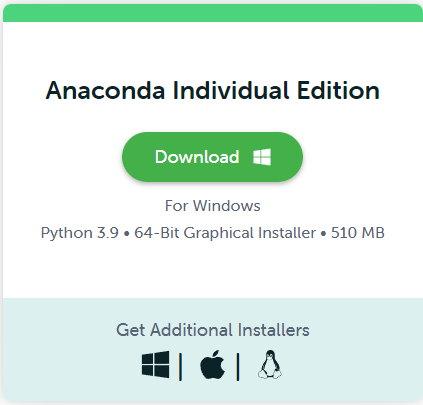 Anaconda Individual Edition
Download
For Windows
Python 3.9 • 64-Bit Graphical Installer • 510 MB
Get Additional Installers
| |